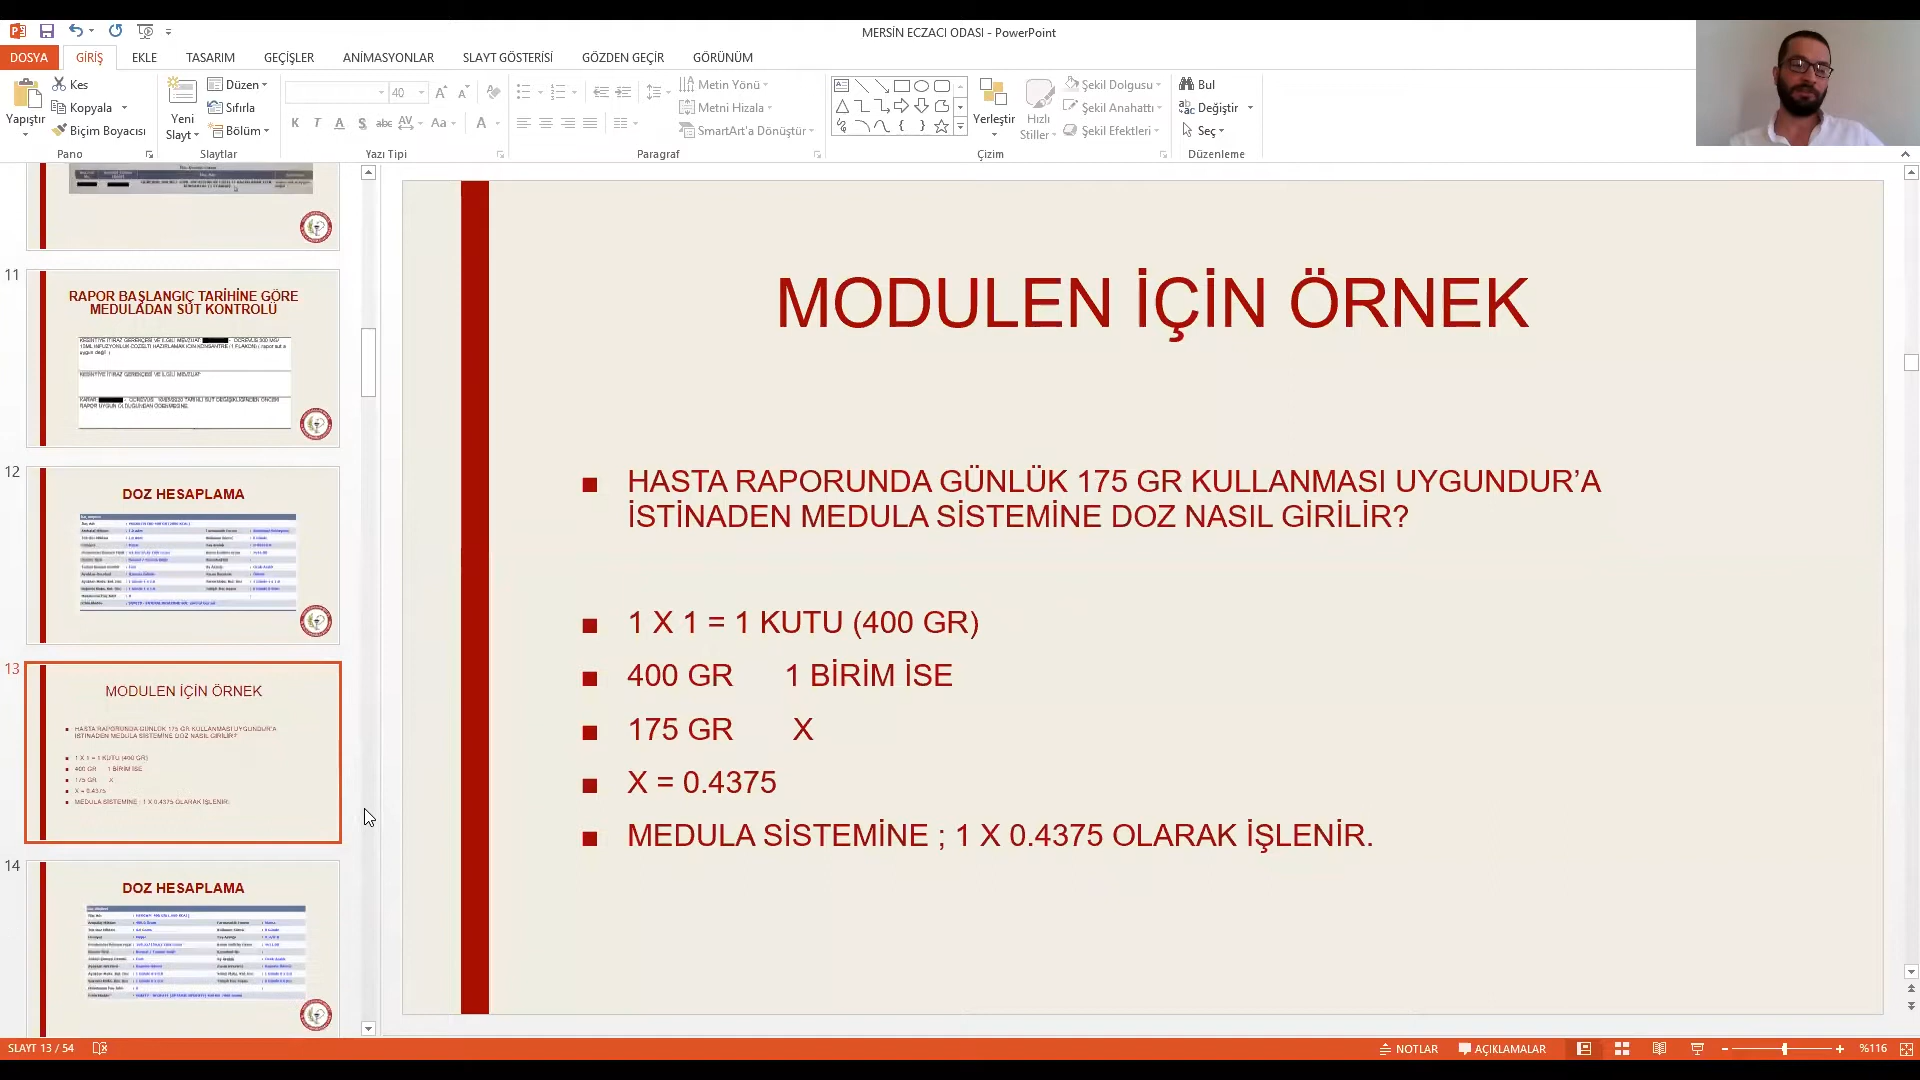 MERSİN ECZACI ODASI - PowerPoint
DOSYA GİRİŞ EKLE TASARIM GEÇİŞLER ANİMASYONLAR SLAYT GÖSTERİSİ GÖZDEN GEÇİR GÖRÜNÜM
Yapıştır
Kes
Kopyala
Biçim Boyacısı
Pano
Yeni
Slayt
Düzen
Sıfırla
Bölüm
Slaytlar
40
Yazı Tipi
Metin Yönü
Metni Hizala
SmartArt'a Dönüştür
Paragraf
Yerleştir
Hızlı
Stiller
Şekil Dolgusu
Şekil Anahattı
Şekil Efektleri
Çizim
Bul
Değiştir
Seç
Düzenleme
11
RAPOR BAŞLANGIÇ TARİHİNE GÖRE
MEDULADAN SUT KONTROLÜ
12
DOZ HESAPLAMA
13
MODULEN İÇİN ÖRNEK
HASTA RAPORUNDA GÜNLÜK 175 GR KULLANMASI UYGUNDUR'A
İSTİNADEN MEDULA SİSTEMİNE DOZ NASIL GİRİLİR?
1 X 1 = 1 KUTU (400 GR)
400 GR 1 BİRİM İSE
175 GR X
X = 0.4375
MEDULA SİSTEMİNE ; 1 X 0.4375 OLARAK İŞLENİR.
14
DOZ HESAPLAMA
MODULEN İÇİN ÖRNEK
HASTA RAPORUNDA GÜNLÜK 175 GR KULLANMASI UYGUNDUR’A
İSTİNADEN MEDULA SİSTEMİNE DOZ NASIL GİRİLİR?
1 X 1 = 1 KUTU (400 GR)
400 GR 1 BİRİM İSE
175 GR X
X = 0.4375
MEDULA SİSTEMİNE ; 1 X 0.4375 OLARAK İŞLENİR.
SLAYT 13 / 54
NOTLAR AÇIKLAMALAR %116